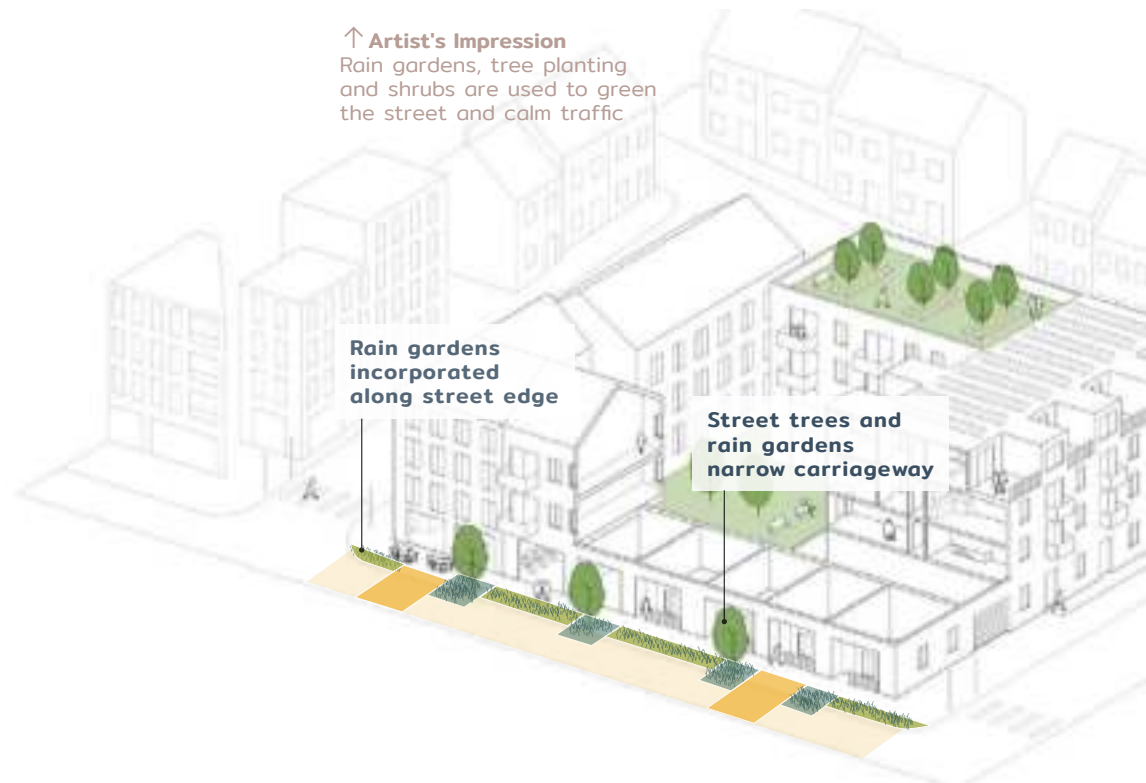 ↑ Artist's Impression
Rain gardens, tree planting
and shrubs are used to green
the street and calm traffic
Rain gardens
incorporated
along street edge
Street trees and
rain gardens
narrow carriageway